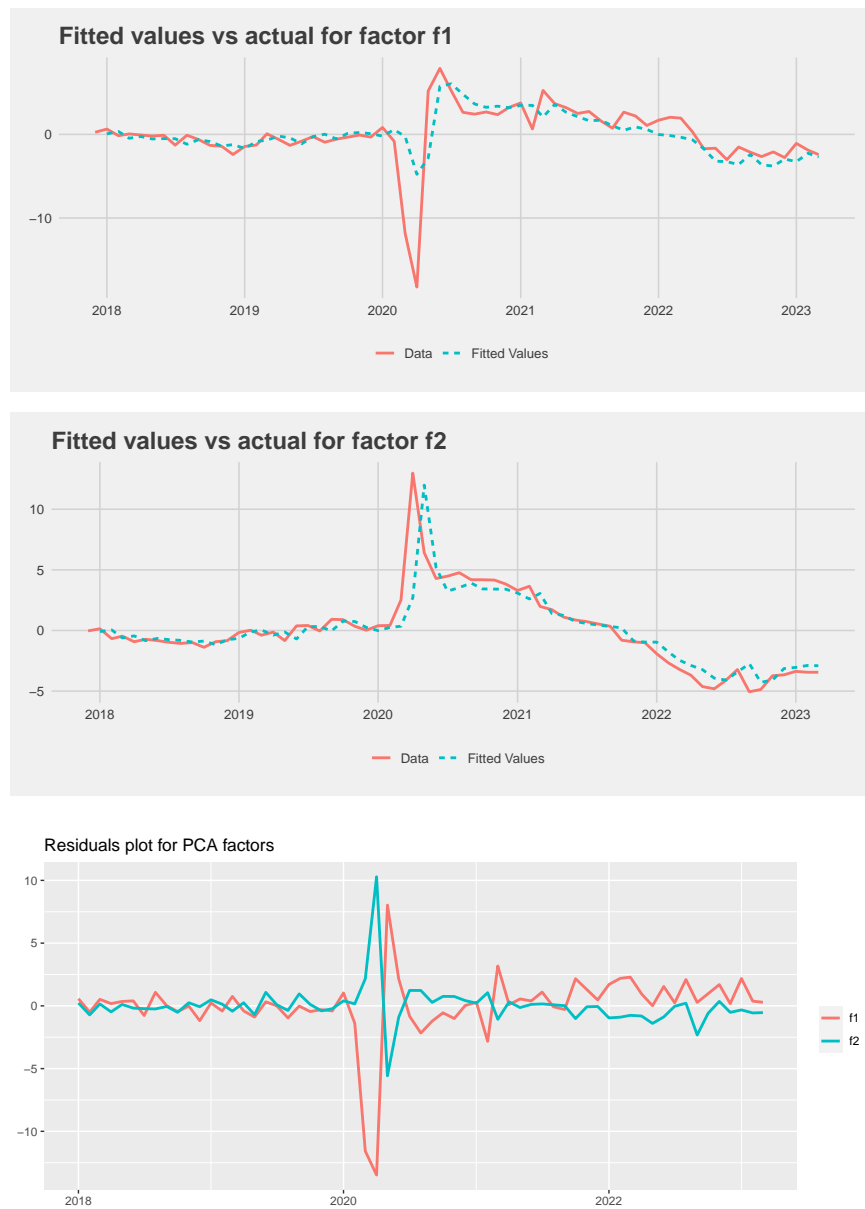 Fitted values vs actual for factor f1
0
−10
2018 2019 2020 2021 2022 2023
Data Fitted Values
Fitted values vs actual for factor f2
10
5
0
−5
2018 2019 2020 2021 2022 2023
Data Fitted Values
Residuals plot for PCA factors
10
5
0
−5
−10
2018 2020 2022
f1
f2